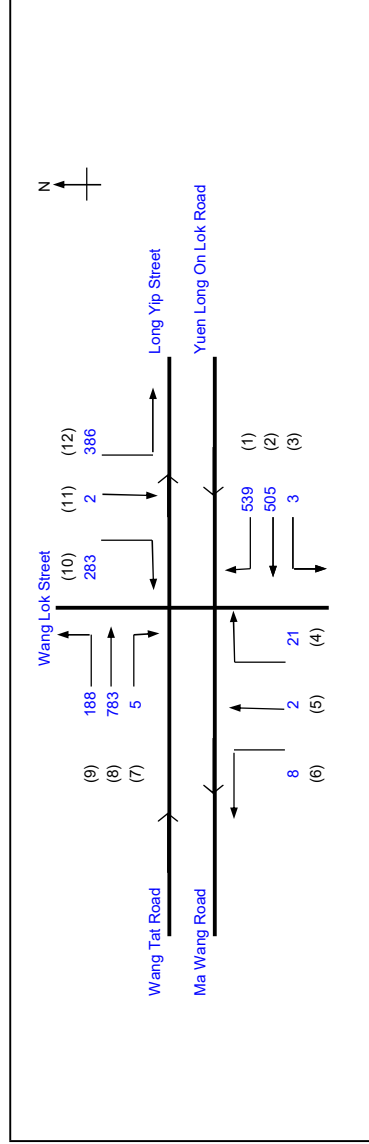 N
Wang Lok Street
(10) (11) (12)
283 2 386
(9) 188
(8) 783
(7) 5
Wang Tat Road
Long Yip Street
Ma Wang Road
Yuen Long On Lok Road
539 (1)
505 (2)
3 (3)
8 2 21
(6) (5) (4)